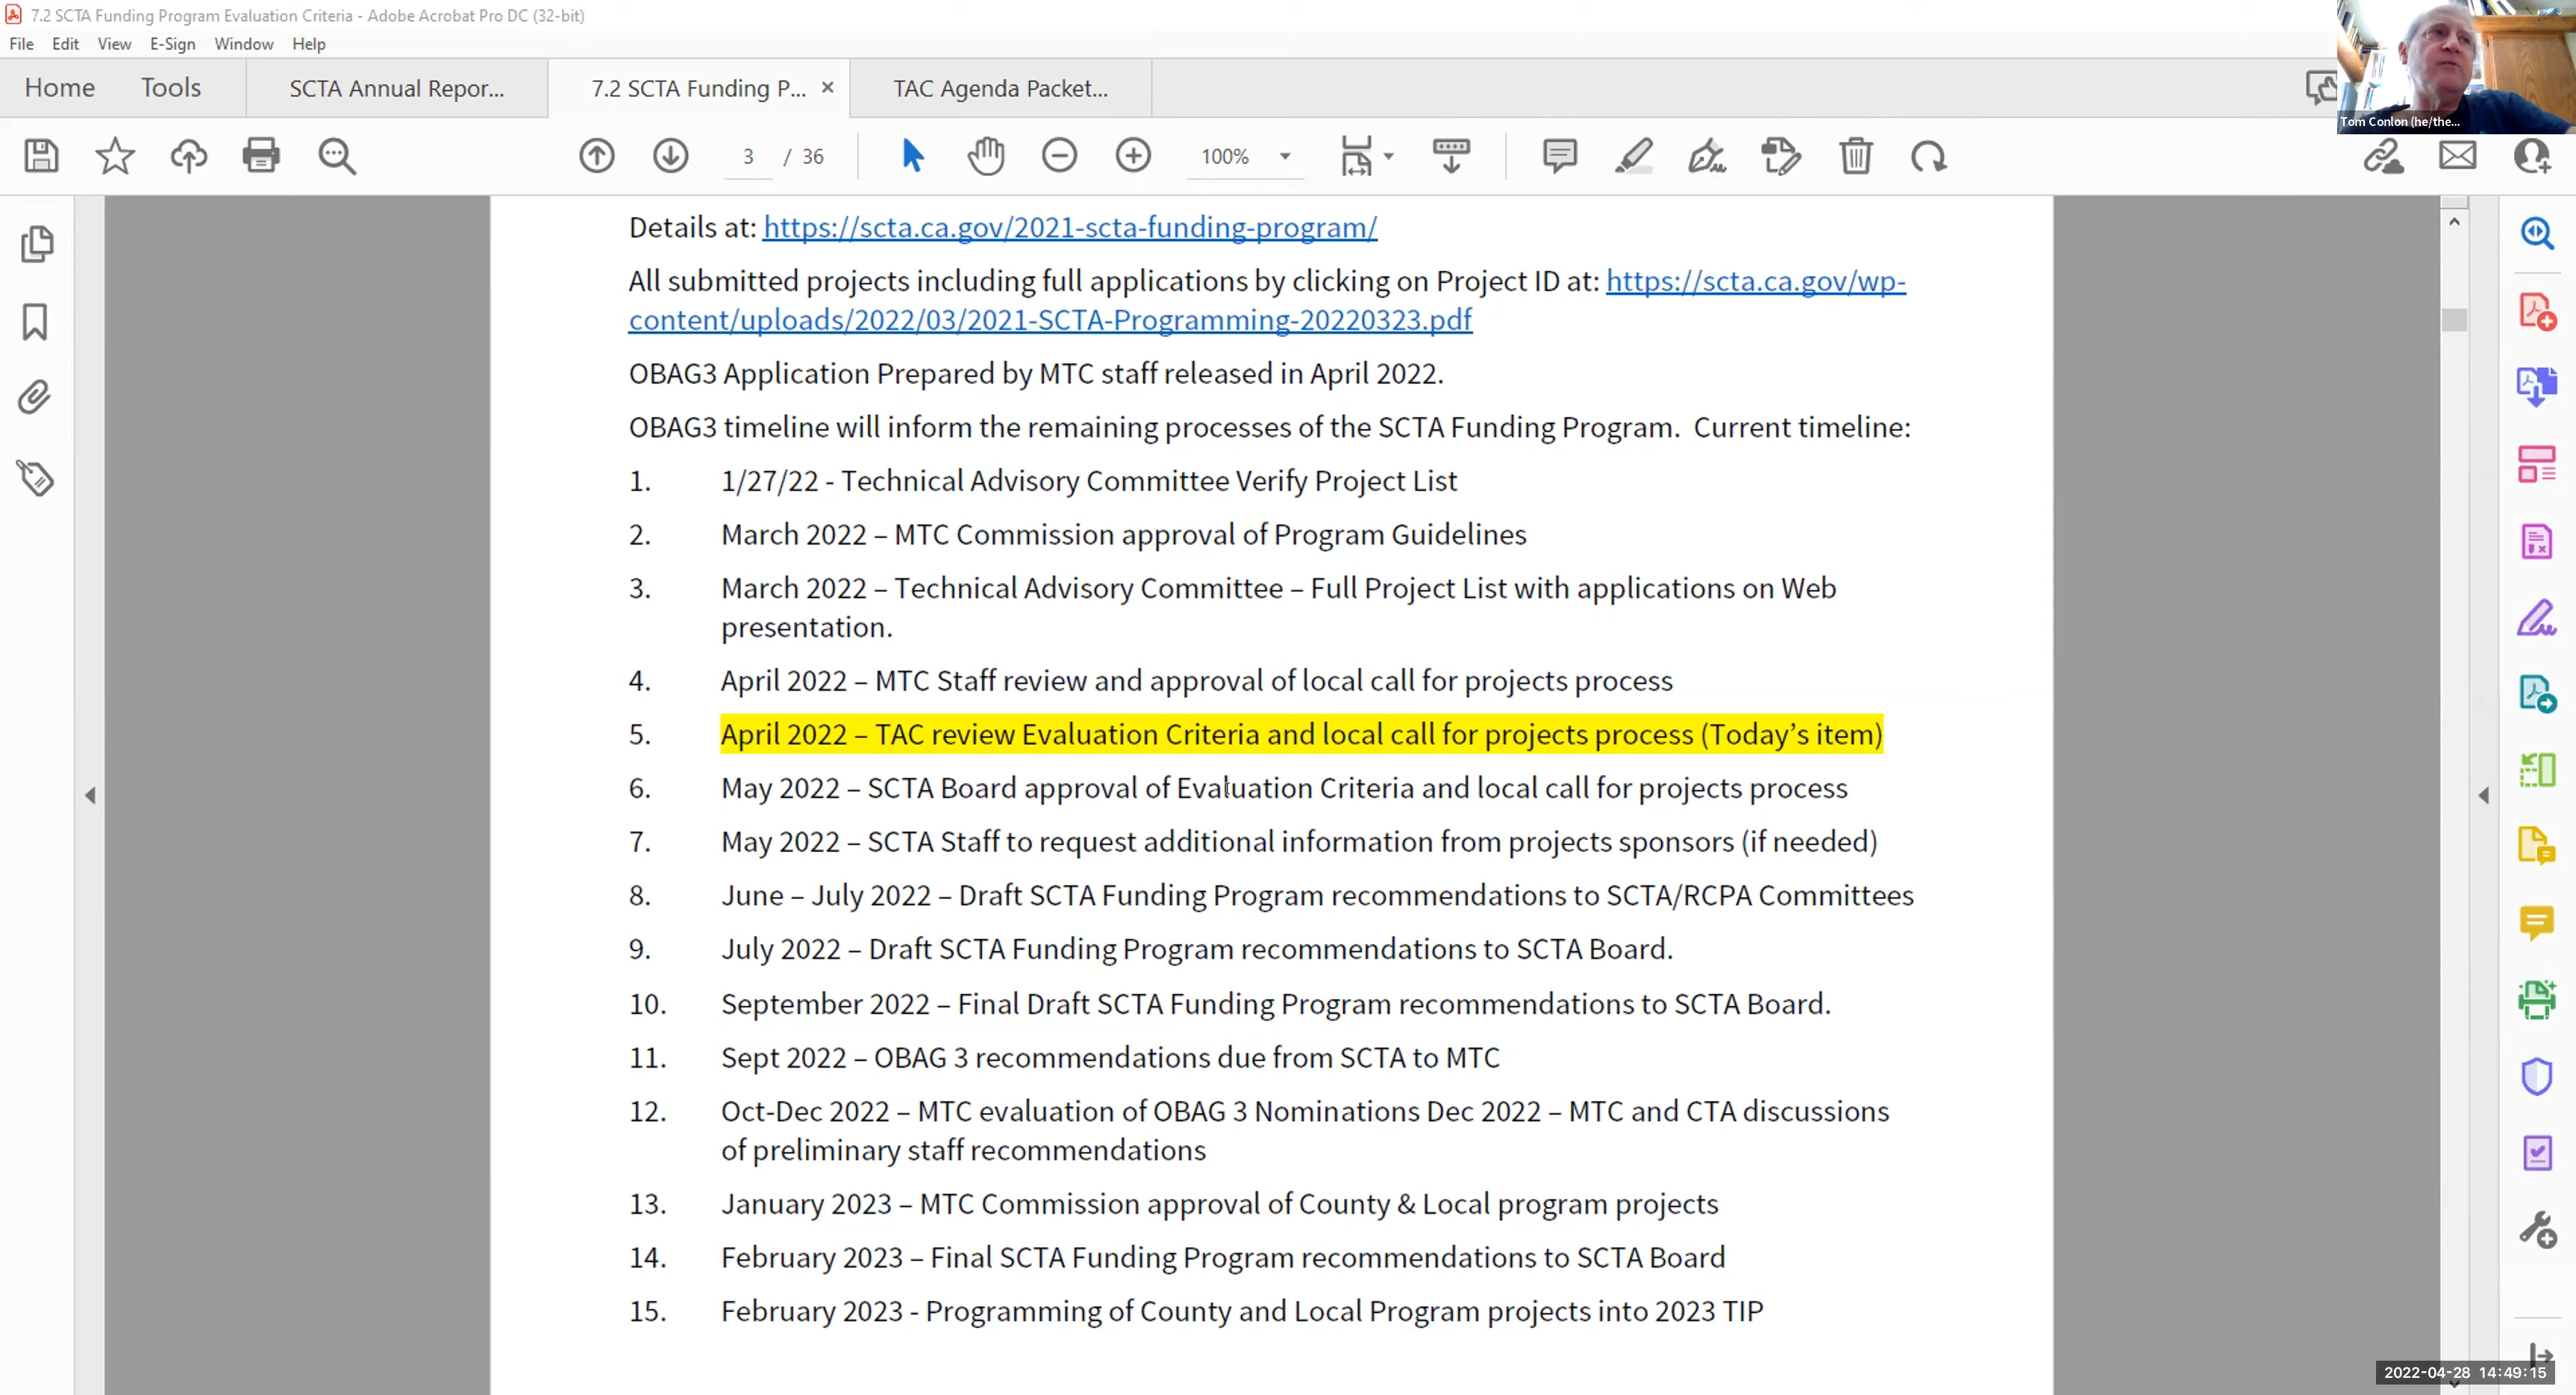 7.2 SCTA Funding Program Evaluation Criteria - Adobe Acrobat Pro DC (32-bit)
File Edit View E-Sign Window Help
Home Tools SCTA Annual Repor... 7.2 SCTA Funding P... × TAC Agenda Packet...
Tom Conlon (he/the...
3 / 36 100%
Details at: https://scta.ca.gov/2021-scta-funding-program/
All submitted projects including full applications by clicking on Project ID at: https://scta.ca.gov/wp-
content/uploads/2022/03/2021-SCTA-Programming-20220323.pdf
OBAG3 Application Prepared by MTC staff released in April 2022.
OBAG3 timeline will inform the remaining processes of the SCTA Funding Program. Current timeline:
1. 1/27/22 - Technical Advisory Committee Verify Project List
2. March 2022 – MTC Commission approval of Program Guidelines
3. March 2022 – Technical Advisory Committee – Full Project List with applications on Web
presentation.
4. April 2022 – MTC Staff review and approval of local call for projects process
5. April 2022 – TAC review Evaluation Criteria and local call for projects process (Today’s item)
6. May 2022 – SCTA Board approval of Evaluation Criteria and local call for projects process
7. May 2022 – SCTA Staff to request additional information from projects sponsors (if needed)
8. June – July 2022 – Draft SCTA Funding Program recommendations to SCTA/RCPA Committees
9. July 2022 – Draft SCTA Funding Program recommendations to SCTA Board.
10. September 2022 – Final Draft SCTA Funding Program recommendations to SCTA Board.
11. Sept 2022 – OBAG 3 recommendations due from SCTA to MTC
12. Oct-Dec 2022 – MTC evaluation of OBAG 3 Nominations Dec 2022 – MTC and CTA discussions
of preliminary staff recommendations
13. January 2023 – MTC Commission approval of County & Local program projects
14. February 2023 – Final SCTA Funding Program recommendations to SCTA Board
15. February 2023 - Programming of County and Local Program projects into 2023 TIP
2022-04-28 14:49:15